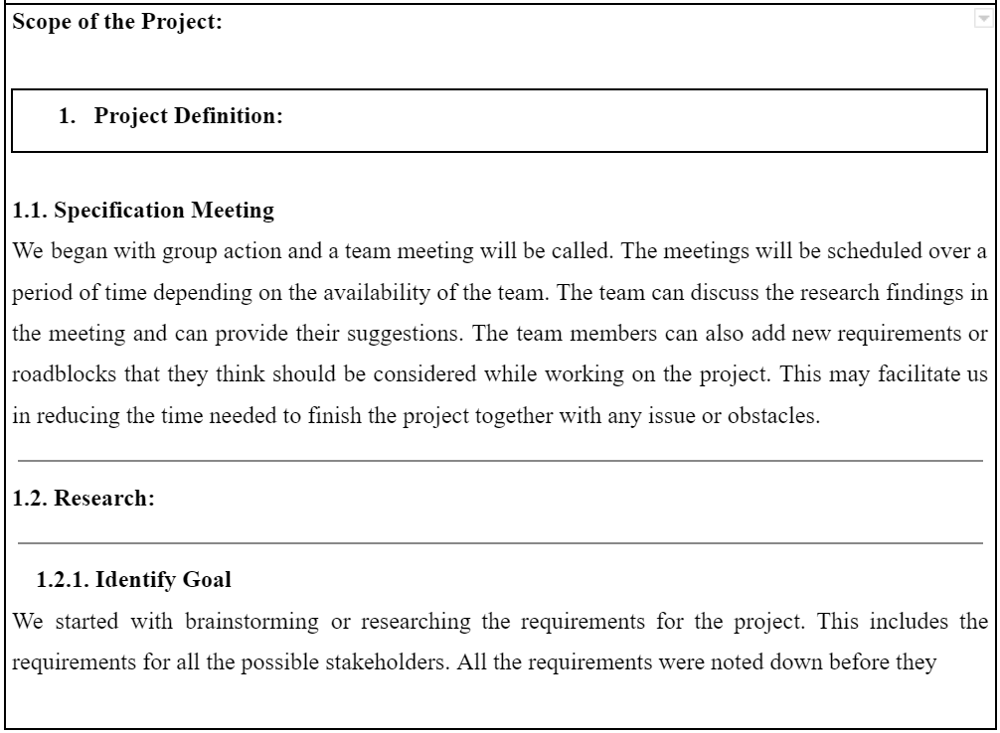 Scope of the Project:
1. Project Definition:
1.1. Specification Meeting
We began with group action and a team meeting will be called. The meetings will be scheduled over a
period of time depending on the availability of the team. The team can discuss the research findings in
the meeting and can provide their suggestions. The team members can also add new requirements or
roadblocks that they think should be considered while working on the project. This may facilitate us
in reducing the time needed to finish the project together with any issue or obstacles.
1.2. Research:
1.2.1. Identify Goal
We started with brainstorming or researching the requirements for the project. This includes the
requirements for all the possible stakeholders. All the requirements were noted down before they